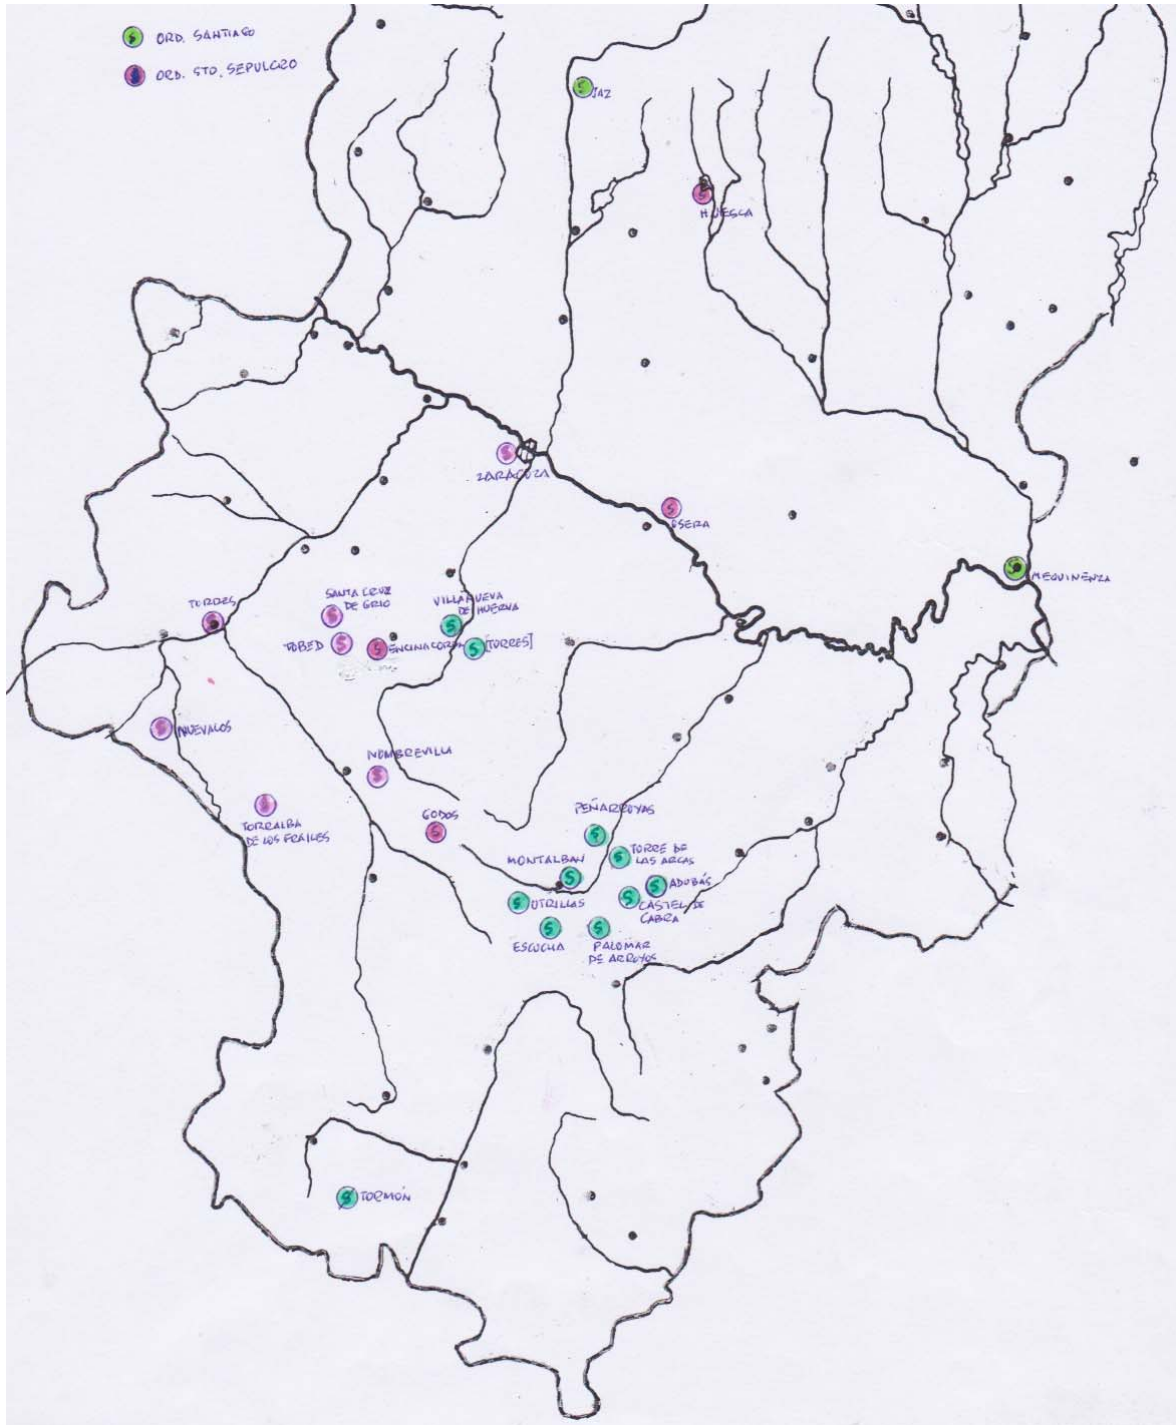 S ORD. SANTIAGO
ORD. STO. SEPULCRO
S JAZ
S
HUESCA
S
ZARAGOZA
S
OSERA
S MEQUINENZA
TORRES
SANTA CRUZ
DE GRIO
S
VILLANUEVA
DE HUERVA
S
TOBED S
S ENCINACORBA
S [TORRES]
S NUEVALOS
NOMBREVILLA
S
S
TORRALBA
DE LOS FRAILES
GODOS
S
PEÑARROYAS
S
S TORRE DE
LAS ARCAS
MONTALBAN
S
S ADOBÁS
S CASTEL DE
CABRA
S UTRILLAS
S
ESCUCHA
S
PALOMAR
DE ARROYOS
S TORMÓN